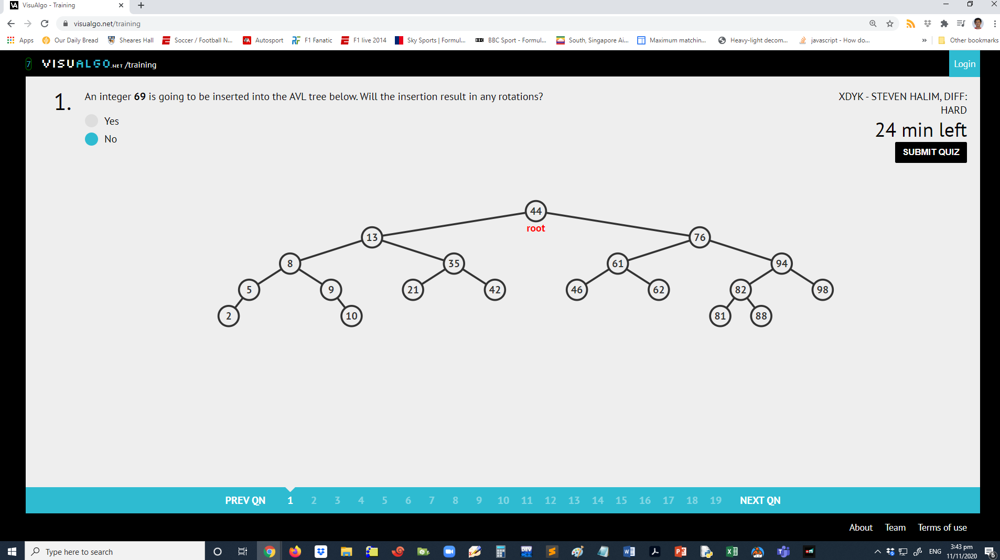 VisuAlgo - Training
visualgo.net/training
Apps Our Daily Bread Sheares Hall Soccer / Football N... Autosport F1 Fanatic F1 live 2014 Sky Sports | Formul... BBC Sport - Formul... South, Singapore Ai... Maximum matchin... Heavy-light decom... javascript - How do... » Other bookmarks
7 VISUALGO.NET /training Login
1. An integer 69 is going to be inserted into the AVL tree below. Will the insertion result in any rotations?
Yes
No
XDYK - STEVEN HALIM, DIFF:
HARD
24 min left
SUBMIT QUIZ
44
root
13 76
8 35 61 94
5 9 21 42 46 62 82 98
2 10 81 88
PREV QN 1 2 3 4 5 6 7 8 9 10 11 12 13 14 15 16 17 18 19 NEXT QN
About Team Terms of use
Type here to search
ENG
3:43 pm
11/11/2020
6